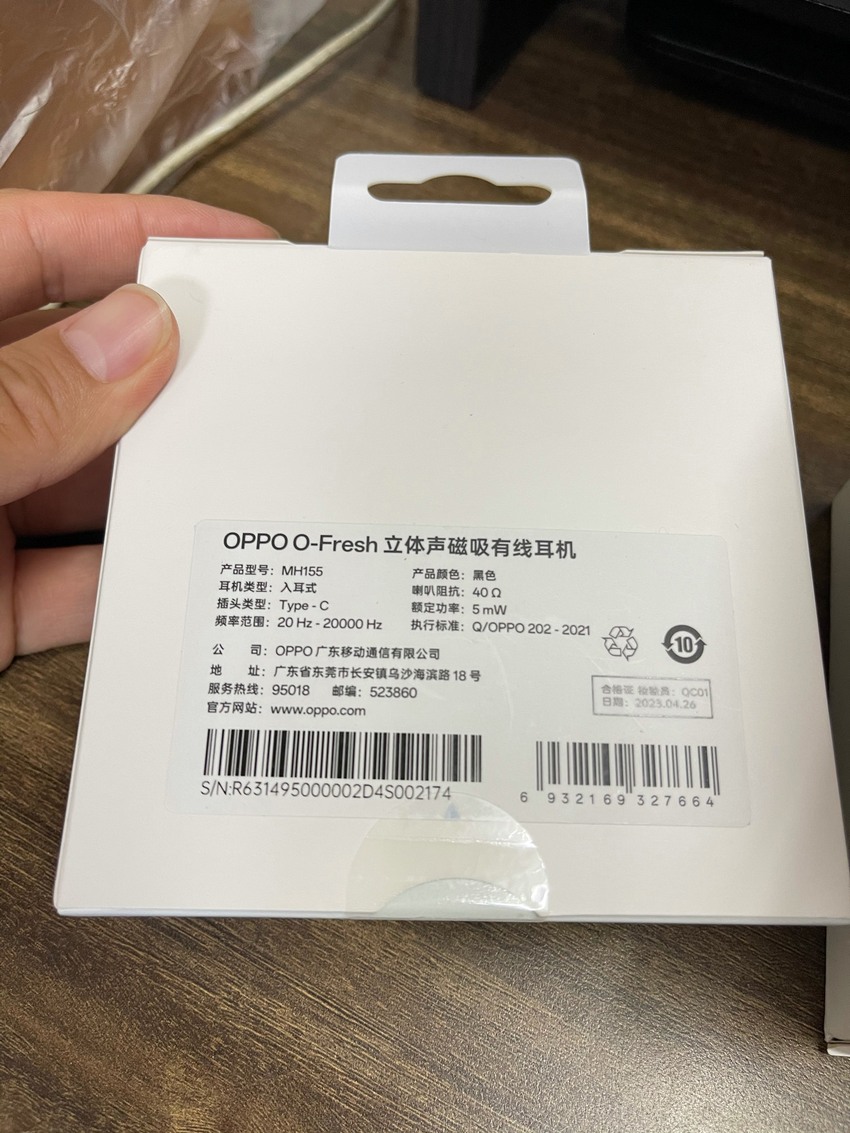 OPPO O-Fresh 立体声磁吸有线耳机
产品型号：MH155 产品颜色：黑色
耳机类型：入耳式 喇叭阻抗：40 Ω
插头类型：Type - C 额定功率：5 mW
频率范围：20 Hz - 20000 Hz 执行标准：Q/OPPO 202 - 2021
10
公 司：OPPO 广东移动通信有限公司
地 址：广东省东莞市长安镇乌沙海滨路 18 号
服务热线：95018 邮编：523860
官方网站：www.oppo.com
合格证 检验员：QC01
日期：2023.04.26
S/N:R631495000002D4S002174
6 932169 327664